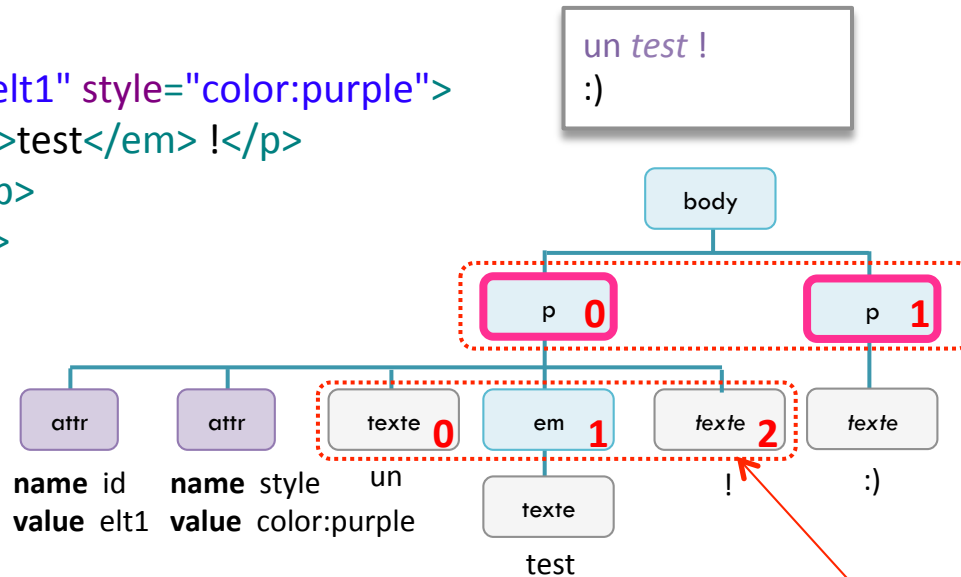 un test !
:)
elt1" style="color:purple">
>test</em> !</p>
p>
>
body
p 0
p 1
attr
attr
texte 0
em 1
texte 2
texte
name id
value elt1
name style
value color:purple
un
!
:)
texte
test